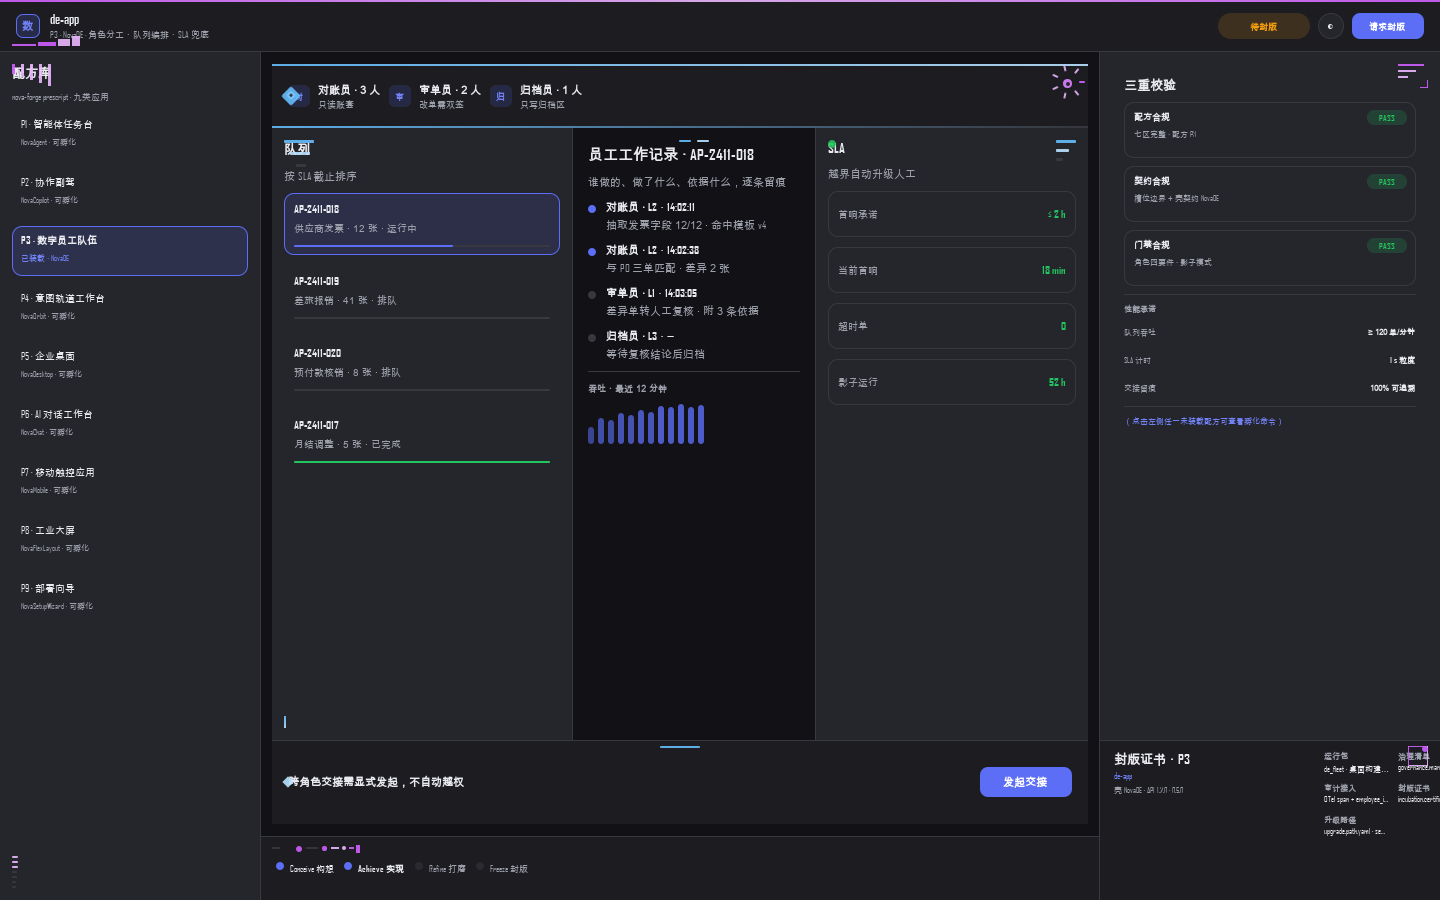 数
de-app
P3 · NovaDE · 角色分工 · 队列编排 · SLA 兜底
待封版
请求封版
配方库
nova-forge prescript · 九类应用
P1 · 智能体任务台
NovaAgent · 可孵化
P2 · 协作副驾
NovaCopilot · 可孵化
P3 · 数字员工队伍
已装载 · NovaDE
P4 · 意图轨道工作台
NovaOrbit · 可孵化
P5 · 企业桌面
NovaDesktop · 可孵化
P6 · AI 对话工作台
NovaChat · 可孵化
P7 · 移动触控应用
NovaMobile · 可孵化
P8 · 工业大屏
NovaFlexLayout · 可孵化
P9 · 部署向导
NovaSetupWizard · 可孵化
对账员 · 3 人
只读账套
审
审单员 · 2 人
改单需双签
归
归档员 · 1 人
只写归档区
队列
按 SLA 截止排序
AP-2411-018
供应商发票 · 12 张 · 运行中
AP-2411-019
差旅报销 · 41 张 · 排队
AP-2411-020
预付款核销 · 8 张 · 排队
AP-2411-017
月结调整 · 5 张 · 已完成
员工工作记录 · AP-2411-018
谁做的、做了什么、依据什么，逐条留痕
对账员 · L2 · 14:02:11
抽取发票字段 12/12 · 命中模板 v4
对账员 · L2 · 14:02:38
与 PO 三单匹配 · 差异 2 张
审单员 · L1 · 14:03:05
差异单转人工复核 · 附 3 条依据
归档员 · L3 · —
等待复核结论后归档
吞吐 · 最近 12 分钟
SLA
越界自动升级人工
首响承诺
≤ 2 h
当前首响
18 min
超时单
0
影子运行
52 h
跨角色交接需显式发起，不自动越权
发起交接
Conceive 构想
Achieve 实现
Refine 打磨
Freeze 封版
三重校验
配方合规
PASS
七区完整 · 配方 R1
契约合规
PASS
槽位边界 + 壳契约 NovaDE
门禁合规
PASS
角色四要件 · 影子模式
性能承诺
队列吞吐
≥ 120 单/分钟
SLA 计时
1 s 粒度
交接留痕
100% 可追溯
（点击左侧任一未装载配方可查看孵化命令）
封版证书 · P3
de-app
运行包
de_fleet · 桌面构建…
治理清单
审计接入
OTel span + employee_i…
封版证书
升级路径
upgrade.path.yaml · se…